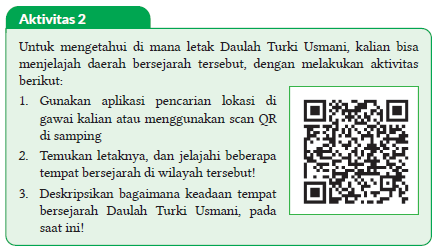 Aktivitas 2
Untuk mengetahui di mana letak Daulah Turki Usmani, kalian bisa
menjelajah daerah bersejarah tersebut, dengan melakukan aktivitas
berikut:
1. Gunakan aplikasi pencarian lokasi di
gawai kalian atau menggunakan scan QR
di samping
2. Temukan letaknya, dan jelajahi beberapa
tempat bersejarah di wilayah tersebut!
3. Deskripsikan bagaimana keadaan tempat
bersejarah Daulah Turki Usmani, pada
saat ini!